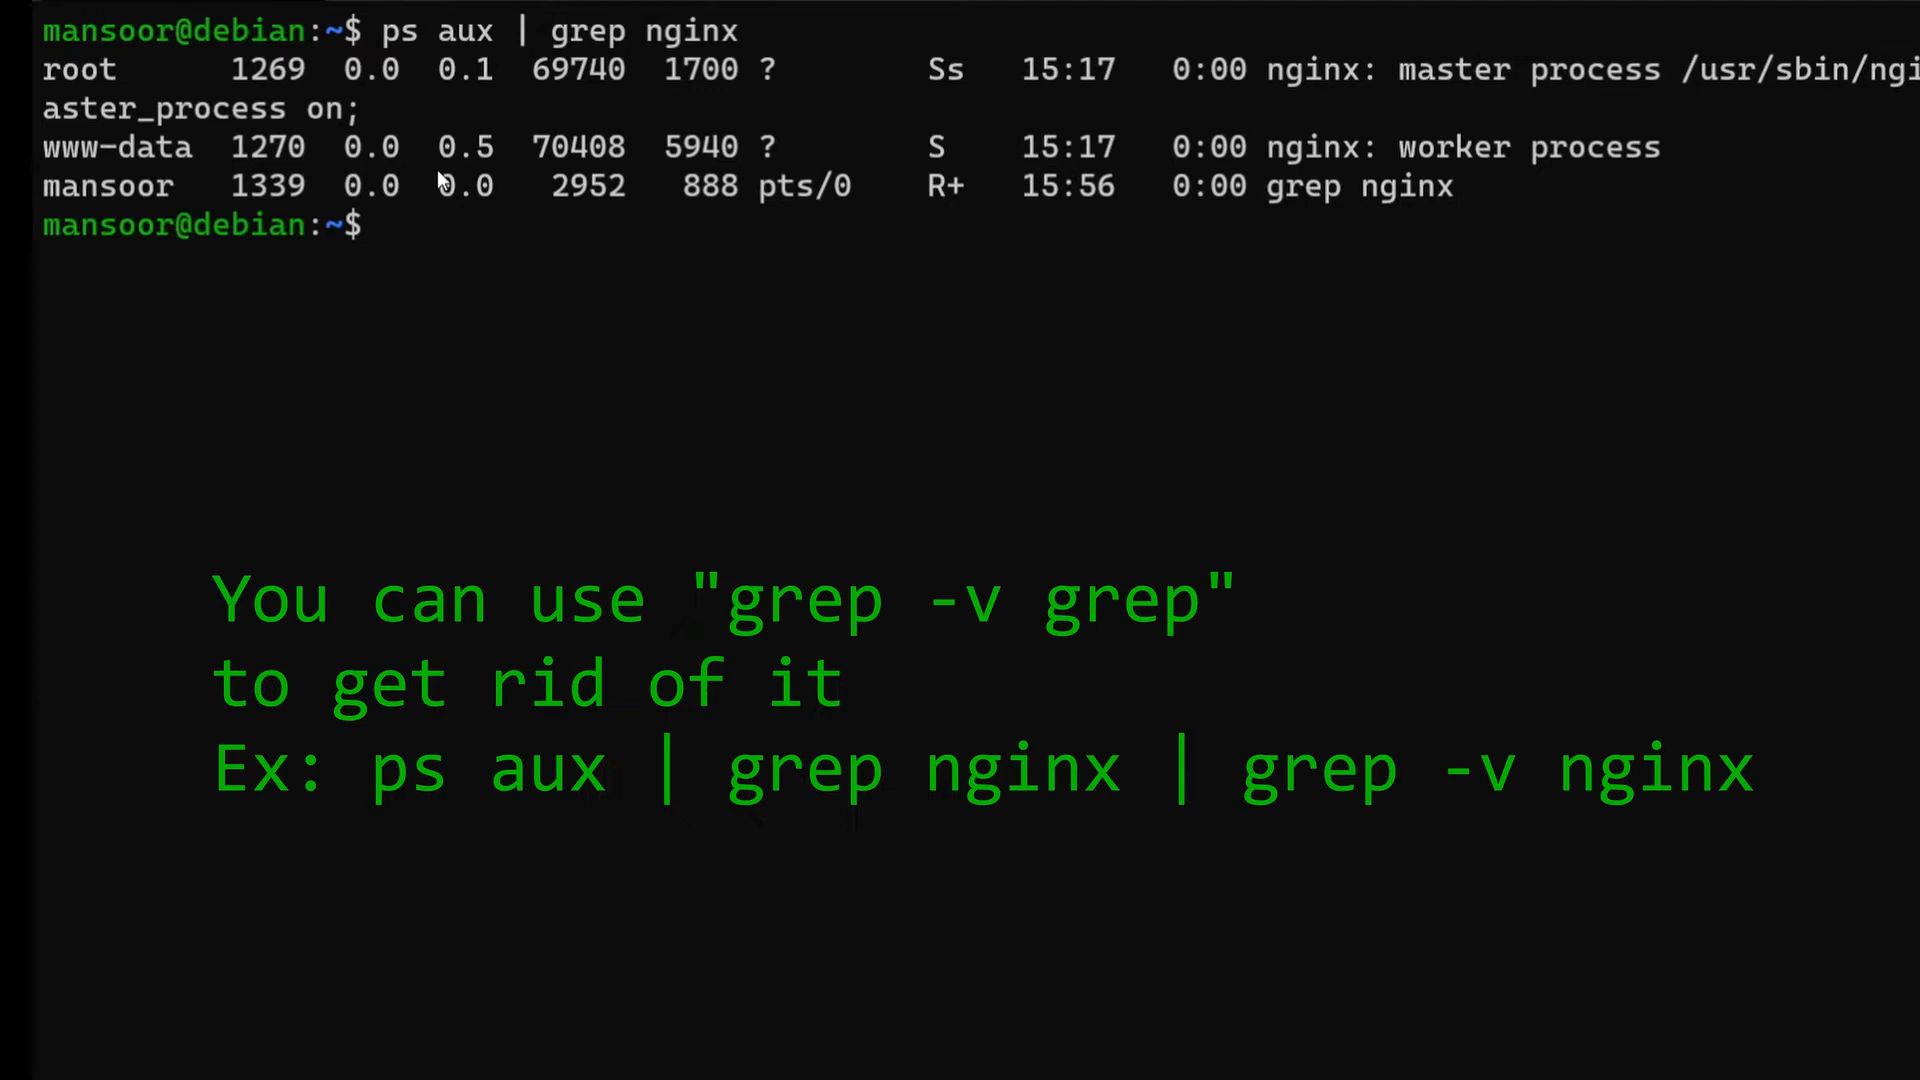 mansoor@debian:~$ ps aux | grep nginx
root 1269 0.0 0.1 69740 1700 ? Ss 15:17 0:00 nginx: master process /usr/sbin/ngi
aster_process on;
www-data 1270 0.0 0.5 70408 5940 ? S 15:17 0:00 nginx: worker process
mansoor 1339 0.0 0.0 2952 888 pts/0 R+ 15:56 0:00 grep nginx
mansoor@debian:~$
You can use "grep -v grep"
to get rid of it
Ex: ps aux | grep nginx | grep -v nginx